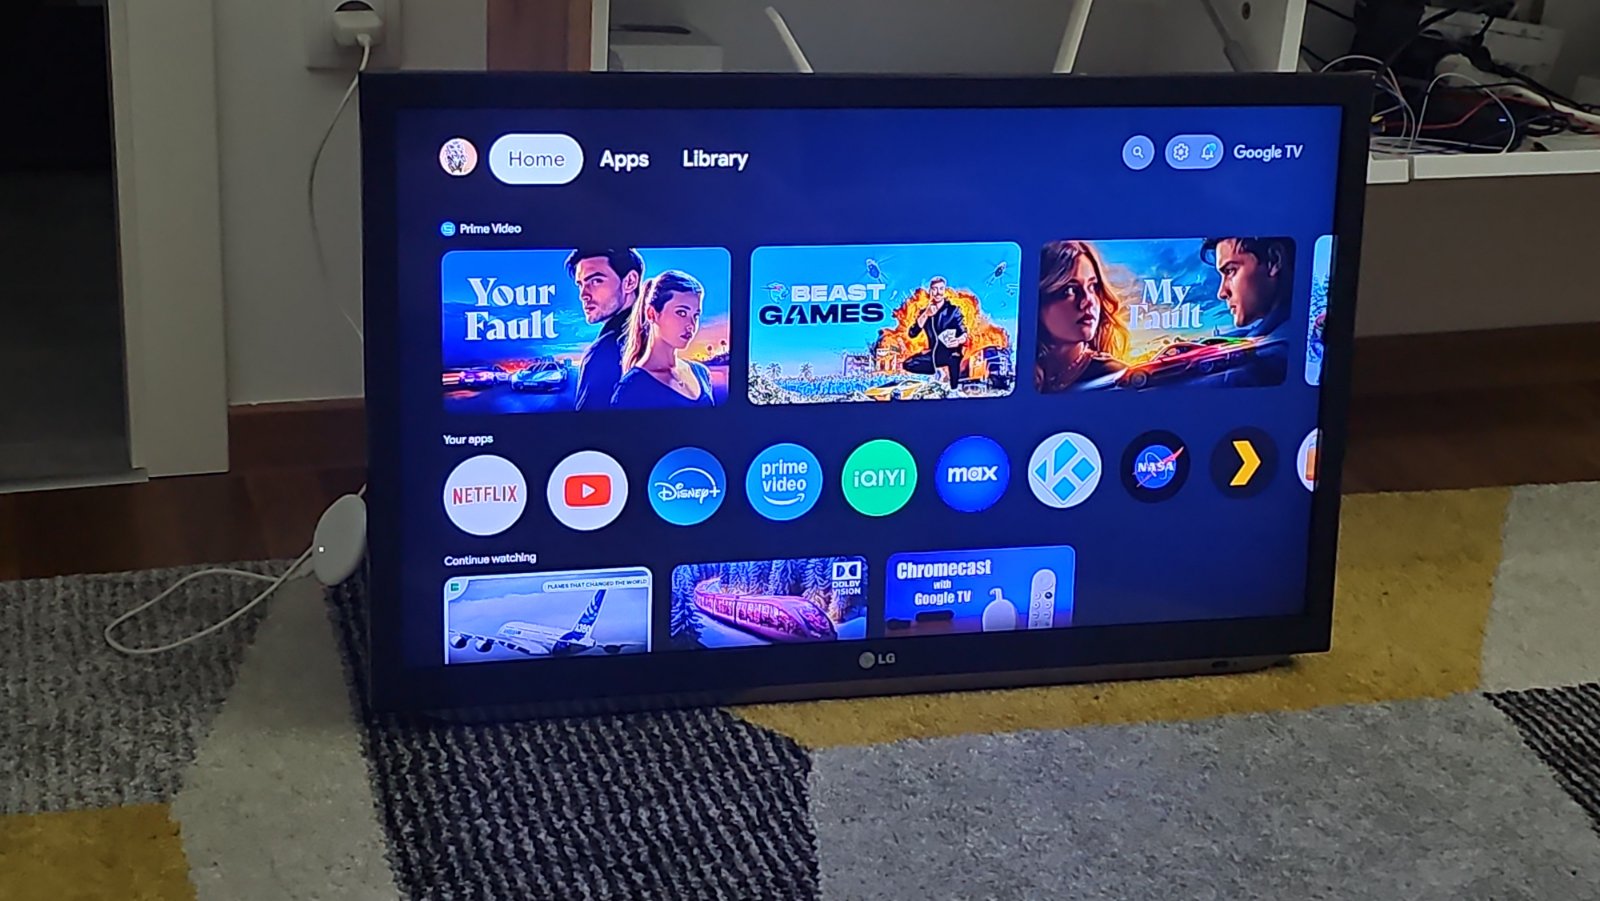 Home
Apps
Library
Google TV
Prime Video
Your
Fault
BEAST
GAMES
My
Fault
Your apps
NETFLIX
Disney+
prime
video
iQIYI
max
NASA
Continue watching
PLANES THAT CHANGED THE WORLD
A380
DOLBY
VISION
Chromecast
with
Google TV
LG